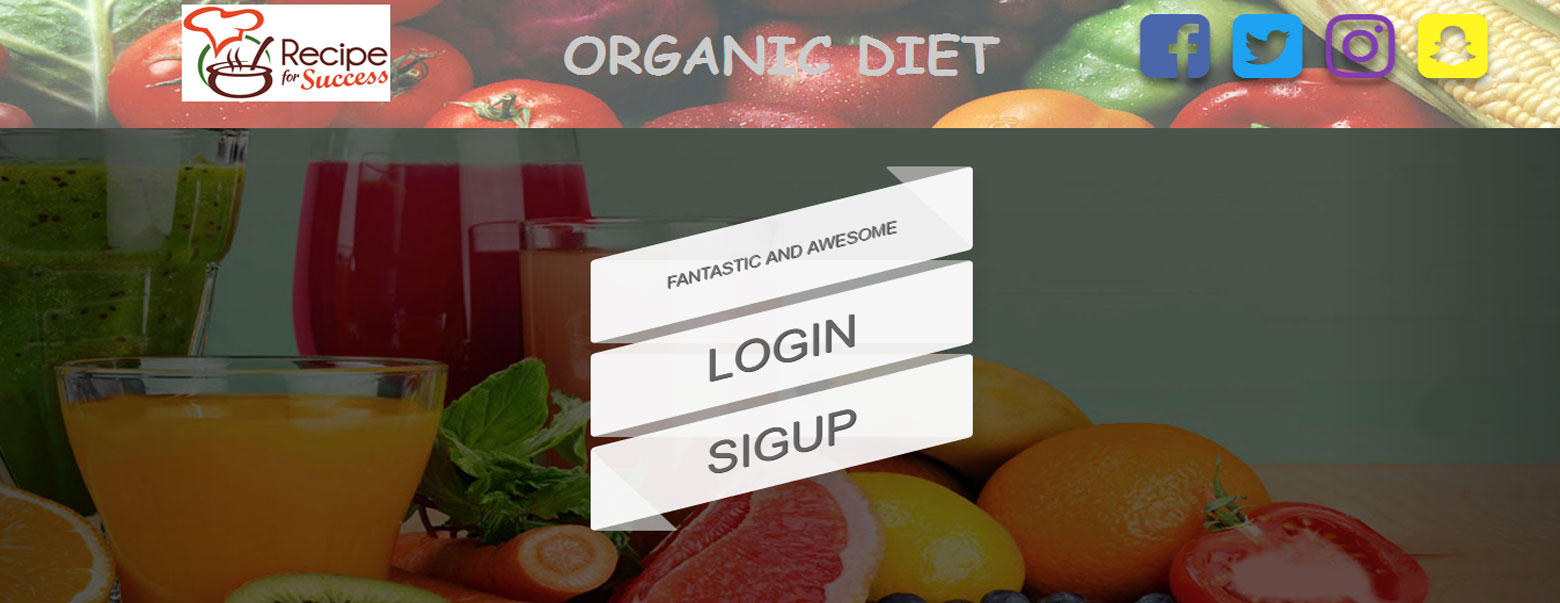 Recipe
for Success
ORGANIC DIET
FANTASTIC AND AWESOME
LOGIN
SIGUP